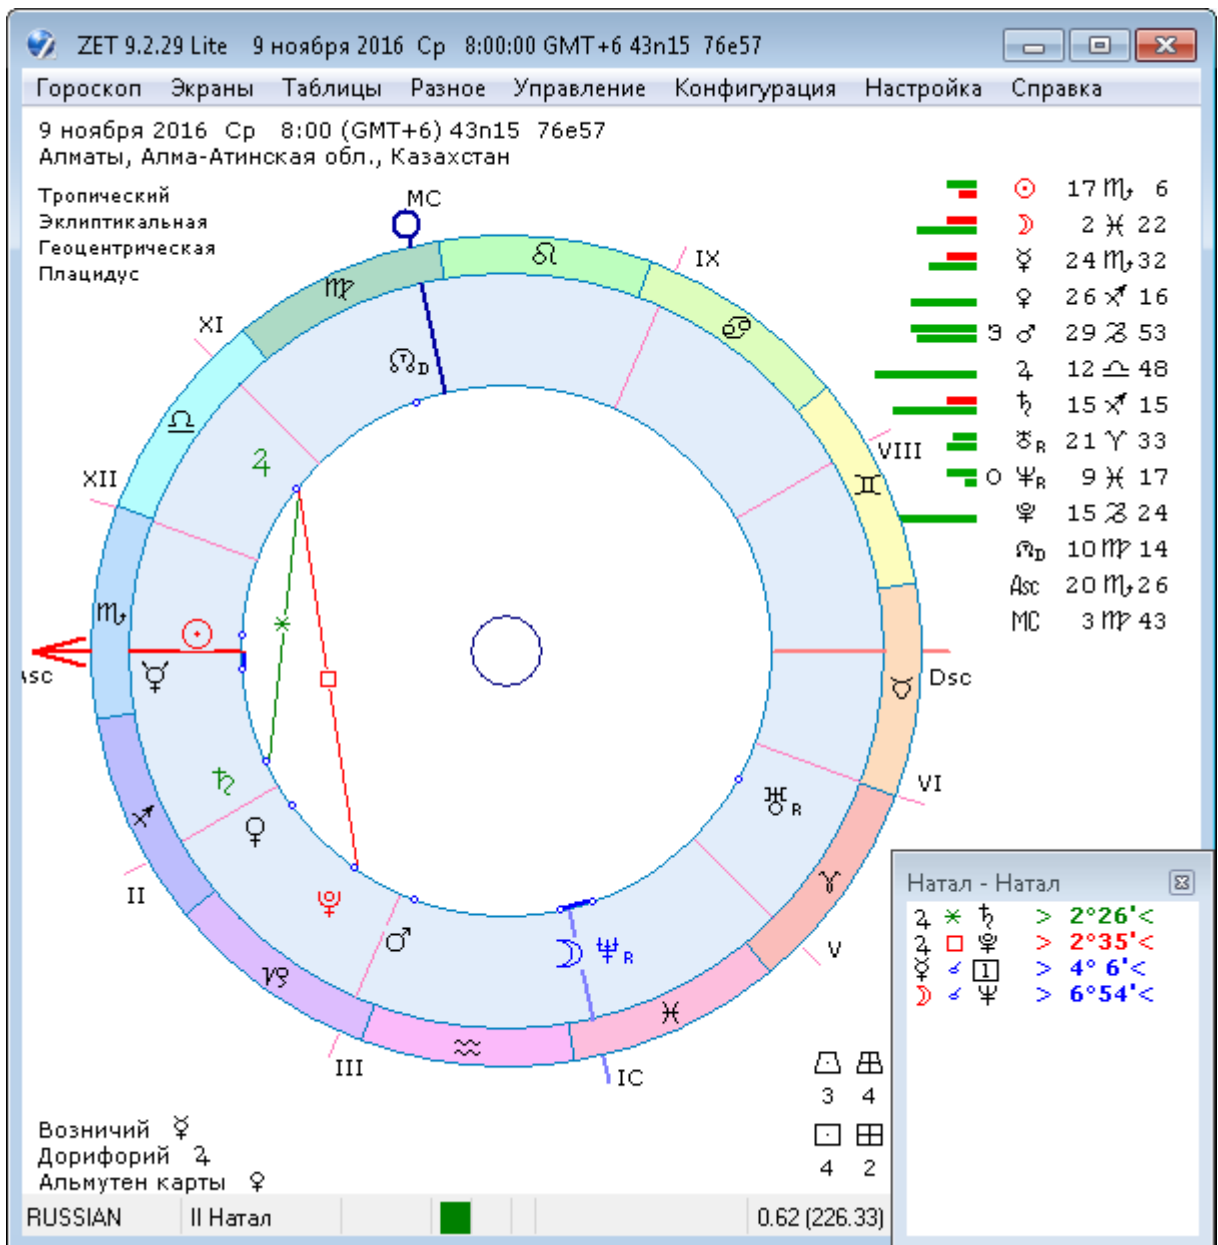 ZET 9.2.29 Lite 9 ноября 2016 Ср 8:00:00 GMT+6 43n15 76e57
Гороскоп Экраны Таблицы Разное Управление Конфигурация Настройка Справка
9 ноября 2016 Ср 8:00 (GMT+6) 43n15 76e57
Алматы, Алма-Атинская обл., Казахстан
Тропический
Эклиптикальная
Геоцентрическая
Плацидус
MC
IX
XI
XII
VIII
☉ 17 ♏ 6
☽ 2 ♓ 22
☿ 24 ♏ 32
♀ 26 ♐ 16
Э ♂ 29 ♑ 53
♃ 12 ♎ 48
♄ 15 ♐ 15
♅R 21 ♈ 33
О ♆R 9 ♓ 17
♇ 15 ♑ 24
☊D 10 ♍ 14
Asc 20 ♏ 26
MC 3 ♍ 43
D
Dsc
VI
R
II
R
V
III
IC
3 4
4 2
Натал - Натал
♃ ⚹ ♄ > 2°26'<
♃ □ ♇ > 2°35'<
☿ ☌ 1 > 4° 6'<
☽ ☌ ♆ > 6°54'<
Возничий ☿
Дорифорий ♃
Альмутен карты ♀
RUSSIAN II Натал 0.62 (226.33)